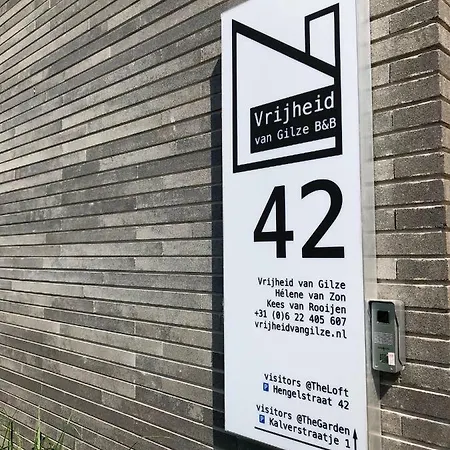 Vrijheid
van Gilze B&B
42
Vrijheid van Gilze
Hélene van Zon
Kees van Rooijen
+31 (0)6 22 405 607
vrijheidvangilze.nl
visitors @TheLoft
P Hengelstraat 42
visitors @TheGarden
P Kalverstraatje 1